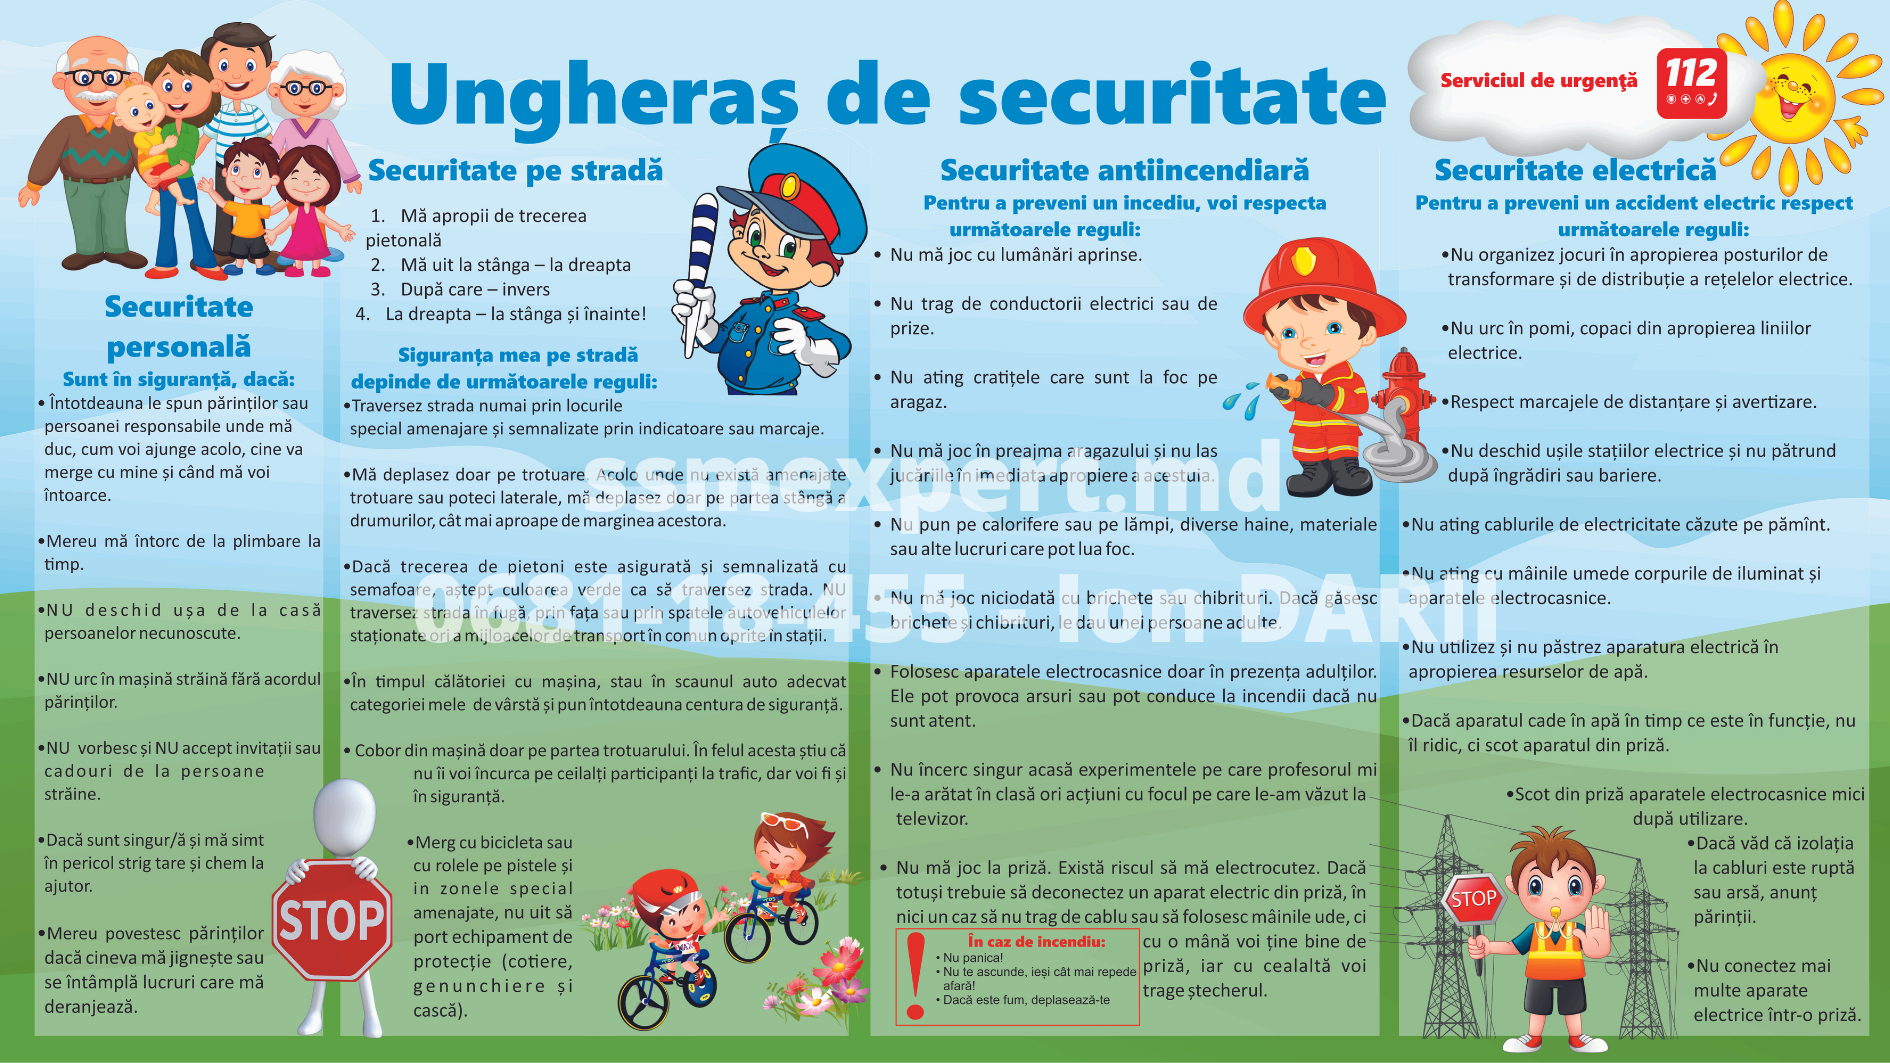 Ungheraș de securitate
Serviciul de urgenţă
112
Securitate
personală
Sunt în siguranță, dacă:
• Întotdeauna le spun părinților sau
persoanei responsabile unde mă
duc, cum voi ajunge acolo, cine va
merge cu mine și când mă voi
întoarce.
•Mereu mă întorc de la plimbare la
timp.
•NU deschid ușa de la casă
persoanelor necunoscute.
•NU urc în mașină străină fără acordul
părinților.
•NU vorbesc și NU accept invitații sau
cadouri de la persoane
străine.
•Dacă sunt singur/ă și mă simt
în pericol strig tare și chem la
ajutor.
•Mereu povestesc părinților
dacă cineva mă jignește sau
se întâmplă lucruri care mă
deranjează.
STOP
Securitate pe stradă
1. Mă apropii de trecerea
pietonală
2. Mă uit la stânga – la dreapta
3. După care – invers
4. La dreapta – la stânga și înainte!
Siguranța mea pe stradă
depinde de următoarele reguli:
•Traversez strada numai prin locurile
special amenajare și semnalizate prin indicatoare sau marcaje.
•Mă deplasez doar pe trotuare. Acolo unde nu există amenajate
trotuare sau poteci laterale, mă deplasez doar pe partea stângă a
drumurilor, cât mai aproape de marginea acestora.
•Dacă trecerea de pietoni este asigurată și semnalizată cu
semafoare, aștept culoarea verde ca să traversez strada. NU
traversez strada în fugă, prin fața sau prin spatele autovehiculelor
staționate ori a mijloacelor de transport în comun oprite în stații.
•În timpul călătoriei cu mașina, stau în scaunul auto adecvat
categoriei mele de vârstă și pun întotdeauna centura de siguranță.
• Cobor din mașină doar pe partea trotuarului. În felul acesta știu că
nu îi voi încurca pe ceilalți participanți la trafic, dar voi fi și
în siguranță.
•Merg cu bicicleta sau
cu rolele pe pistele și
in zonele special
amenajate, nu uit să
port echipament de
protecție (cotiere,
genunchiere și
cască).
Securitate antiincendiară
Pentru a preveni un incediu, voi respecta
următoarele reguli:
• Nu mă joc cu lumânări aprinse.
• Nu trag de conductorii electrici sau de
prize.
• Nu ating cratițele care sunt la foc pe
aragaz.
• Nu mă joc în preajma aragazului și nu las
jucăriile în imediata apropiere a acestuia.
• Nu pun pe calorifere sau pe lămpi, diverse haine, materiale
sau alte lucruri care pot lua foc.
• Nu mă joc niciodată cu brichete sau chibrituri. Dacă găsesc
brichete și chibrituri, le dau unei persoane adulte.
• Folosesc aparatele electrocasnice doar în prezența adulților.
Ele pot provoca arsuri sau pot conduce la incendii dacă nu
sunt atent.
• Nu încerc singur acasă experimentele pe care profesorul mi
le-a arătat în clasă ori acțiuni cu focul pe care le-am văzut la
televizor.
• Nu mă joc la priză. Există riscul să mă electrocutez. Dacă
totuși trebuie să deconectez un aparat electric din priză, în
nici un caz să nu trag de cablu sau să folosesc mâinile ude, ci
cu o mână voi ține bine de
priză, iar cu cealaltă voi
trage ștecherul.
În caz de incendiu:
• Nu panica!
• Nu te ascunde, ieși cât mai repede
afară!
• Dacă este fum, deplasează-te
Securitate electrică
Pentru a preveni un accident electric respect
următoarele reguli:
•Nu organizez jocuri în apropierea posturilor de
transformare și de distribuție a rețelelor electrice.
•Nu urc în pomi, copaci din apropierea liniilor
electrice.
•Respect marcajele de distanțare și avertizare.
•Nu deschid ușile stațiilor electrice și nu pătrund
după îngrădiri sau bariere.
•Nu ating cablurile de electricitate căzute pe pămînt.
•Nu ating cu mâinile umede corpurile de iluminat și
aparatele electrocasnice.
•Nu utilizez și nu păstrez aparatura electrică în
apropierea resurselor de apă.
•Dacă aparatul cade în apă în timp ce este în funcție, nu
îl ridic, ci scot aparatul din priză.
•Scot din priză aparatele electrocasnice mici
după utilizare.
•Dacă văd că izolația
la cabluri este ruptă
sau arsă, anunț
părinții.
•Nu conectez mai
multe aparate
electrice într-o priză.
STOP
ssmexpert.md
0681 12 455 - Ion DARII